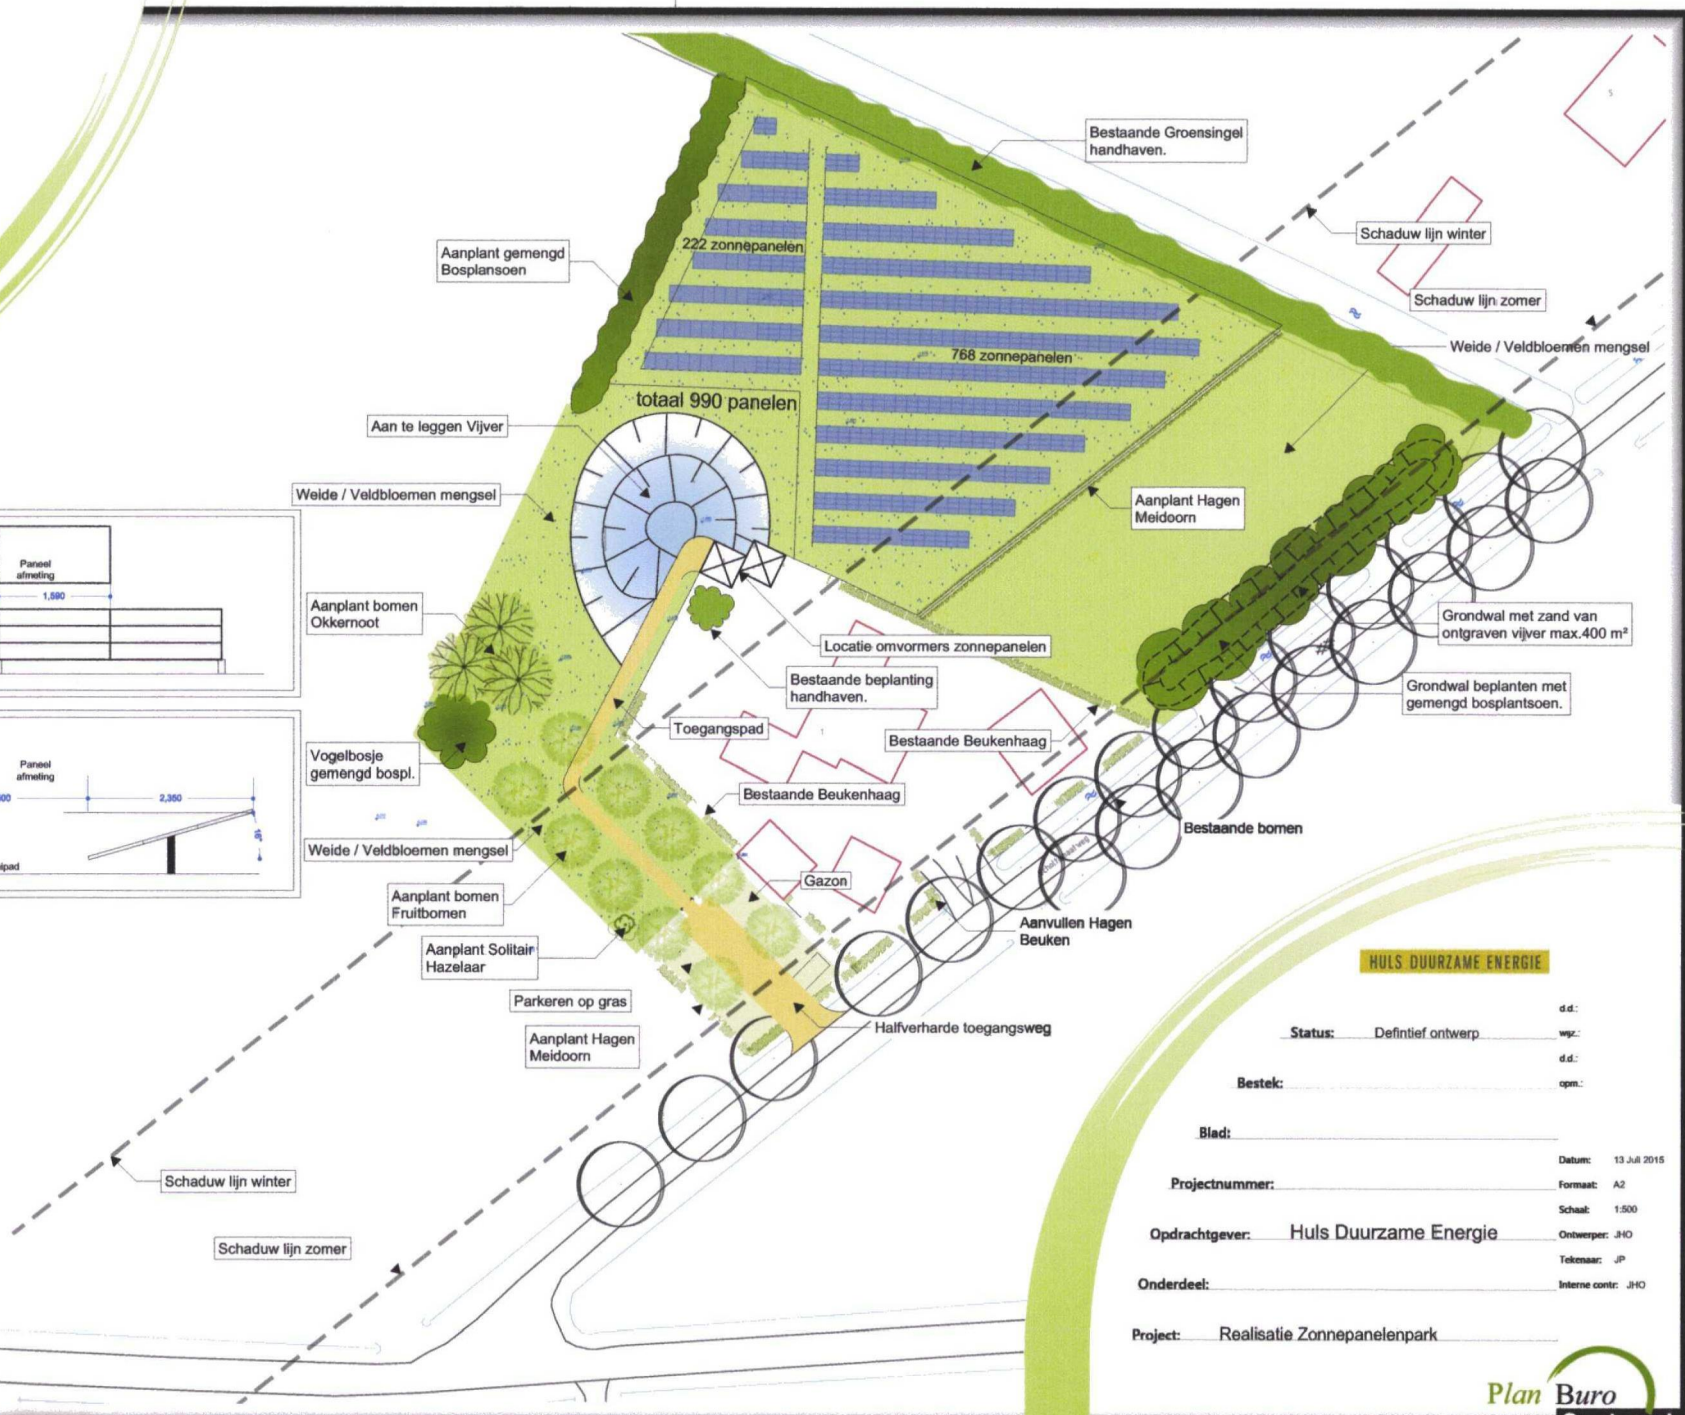 Bestaande Groensingel
handhaven.
Schaduw lijn winter
Schaduw lijn zomer
Weide / Veldbloemen mengsel
Aanplant gemengd
Bosplansoen
222 zonnepanelen
768 zonnepanelen
totaal 990 panelen
Aan te leggen Vijver
Weide / Veldbloemen mengsel
Aanplant Hagen
Meidoorn
Paneel
afmeting
1,590
Aanplant bomen
Okkernoot
Grondwal met zand van
ontgraven vijver max.400 m²
Locatie omvormers zonnepanelen
Bestaande beplanting
handhaven.
Grondwal beplanten met
gemengd bosplantsoen.
Toegangspad
Bestaande Beukenhaag
Vogelbosje
gemengd bospl.
Paneel
afmeting
2,350
Bestaande Beukenhaag
Bestaande bomen
Weide / Veldbloemen mengsel
Gazon
Aanplant bomen
Fruitbomen
Aanvullen Hagen
Beuken
Aanplant Solitair
Hazelaar
Parkeren op gras
Halfverharde toegangsweg
Aanplant Hagen
Meidoorn
Schaduw lijn winter
Schaduw lijn zomer
HULS DUURZAME ENERGIE
d.d.:
Status: Defintief ontwerp
wijz.:
d.d.:
Bestek:
opm.:
Blad:
Datum: 13 Juli 2015
Projectnummer:
Formaat: A2
Schaal: 1:500
Opdrachtgever: Huls Duurzame Energie
Ontwerper: JHO
Tekenaar: JP
Onderdeel:
Interne contr: JHO
Project: Realisatie Zonnepanelenpark
Plan Buro